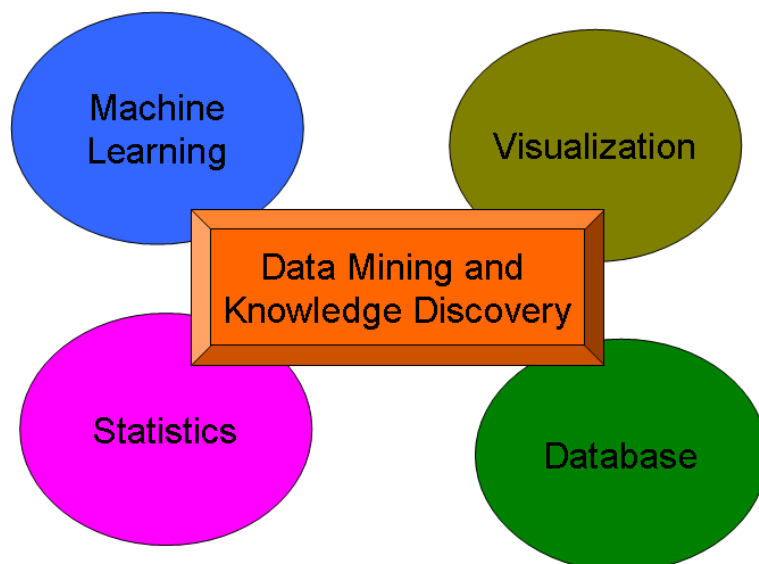 Machine
Learning
Visualization
Data Mining and
Knowledge Discovery
Statistics
Database